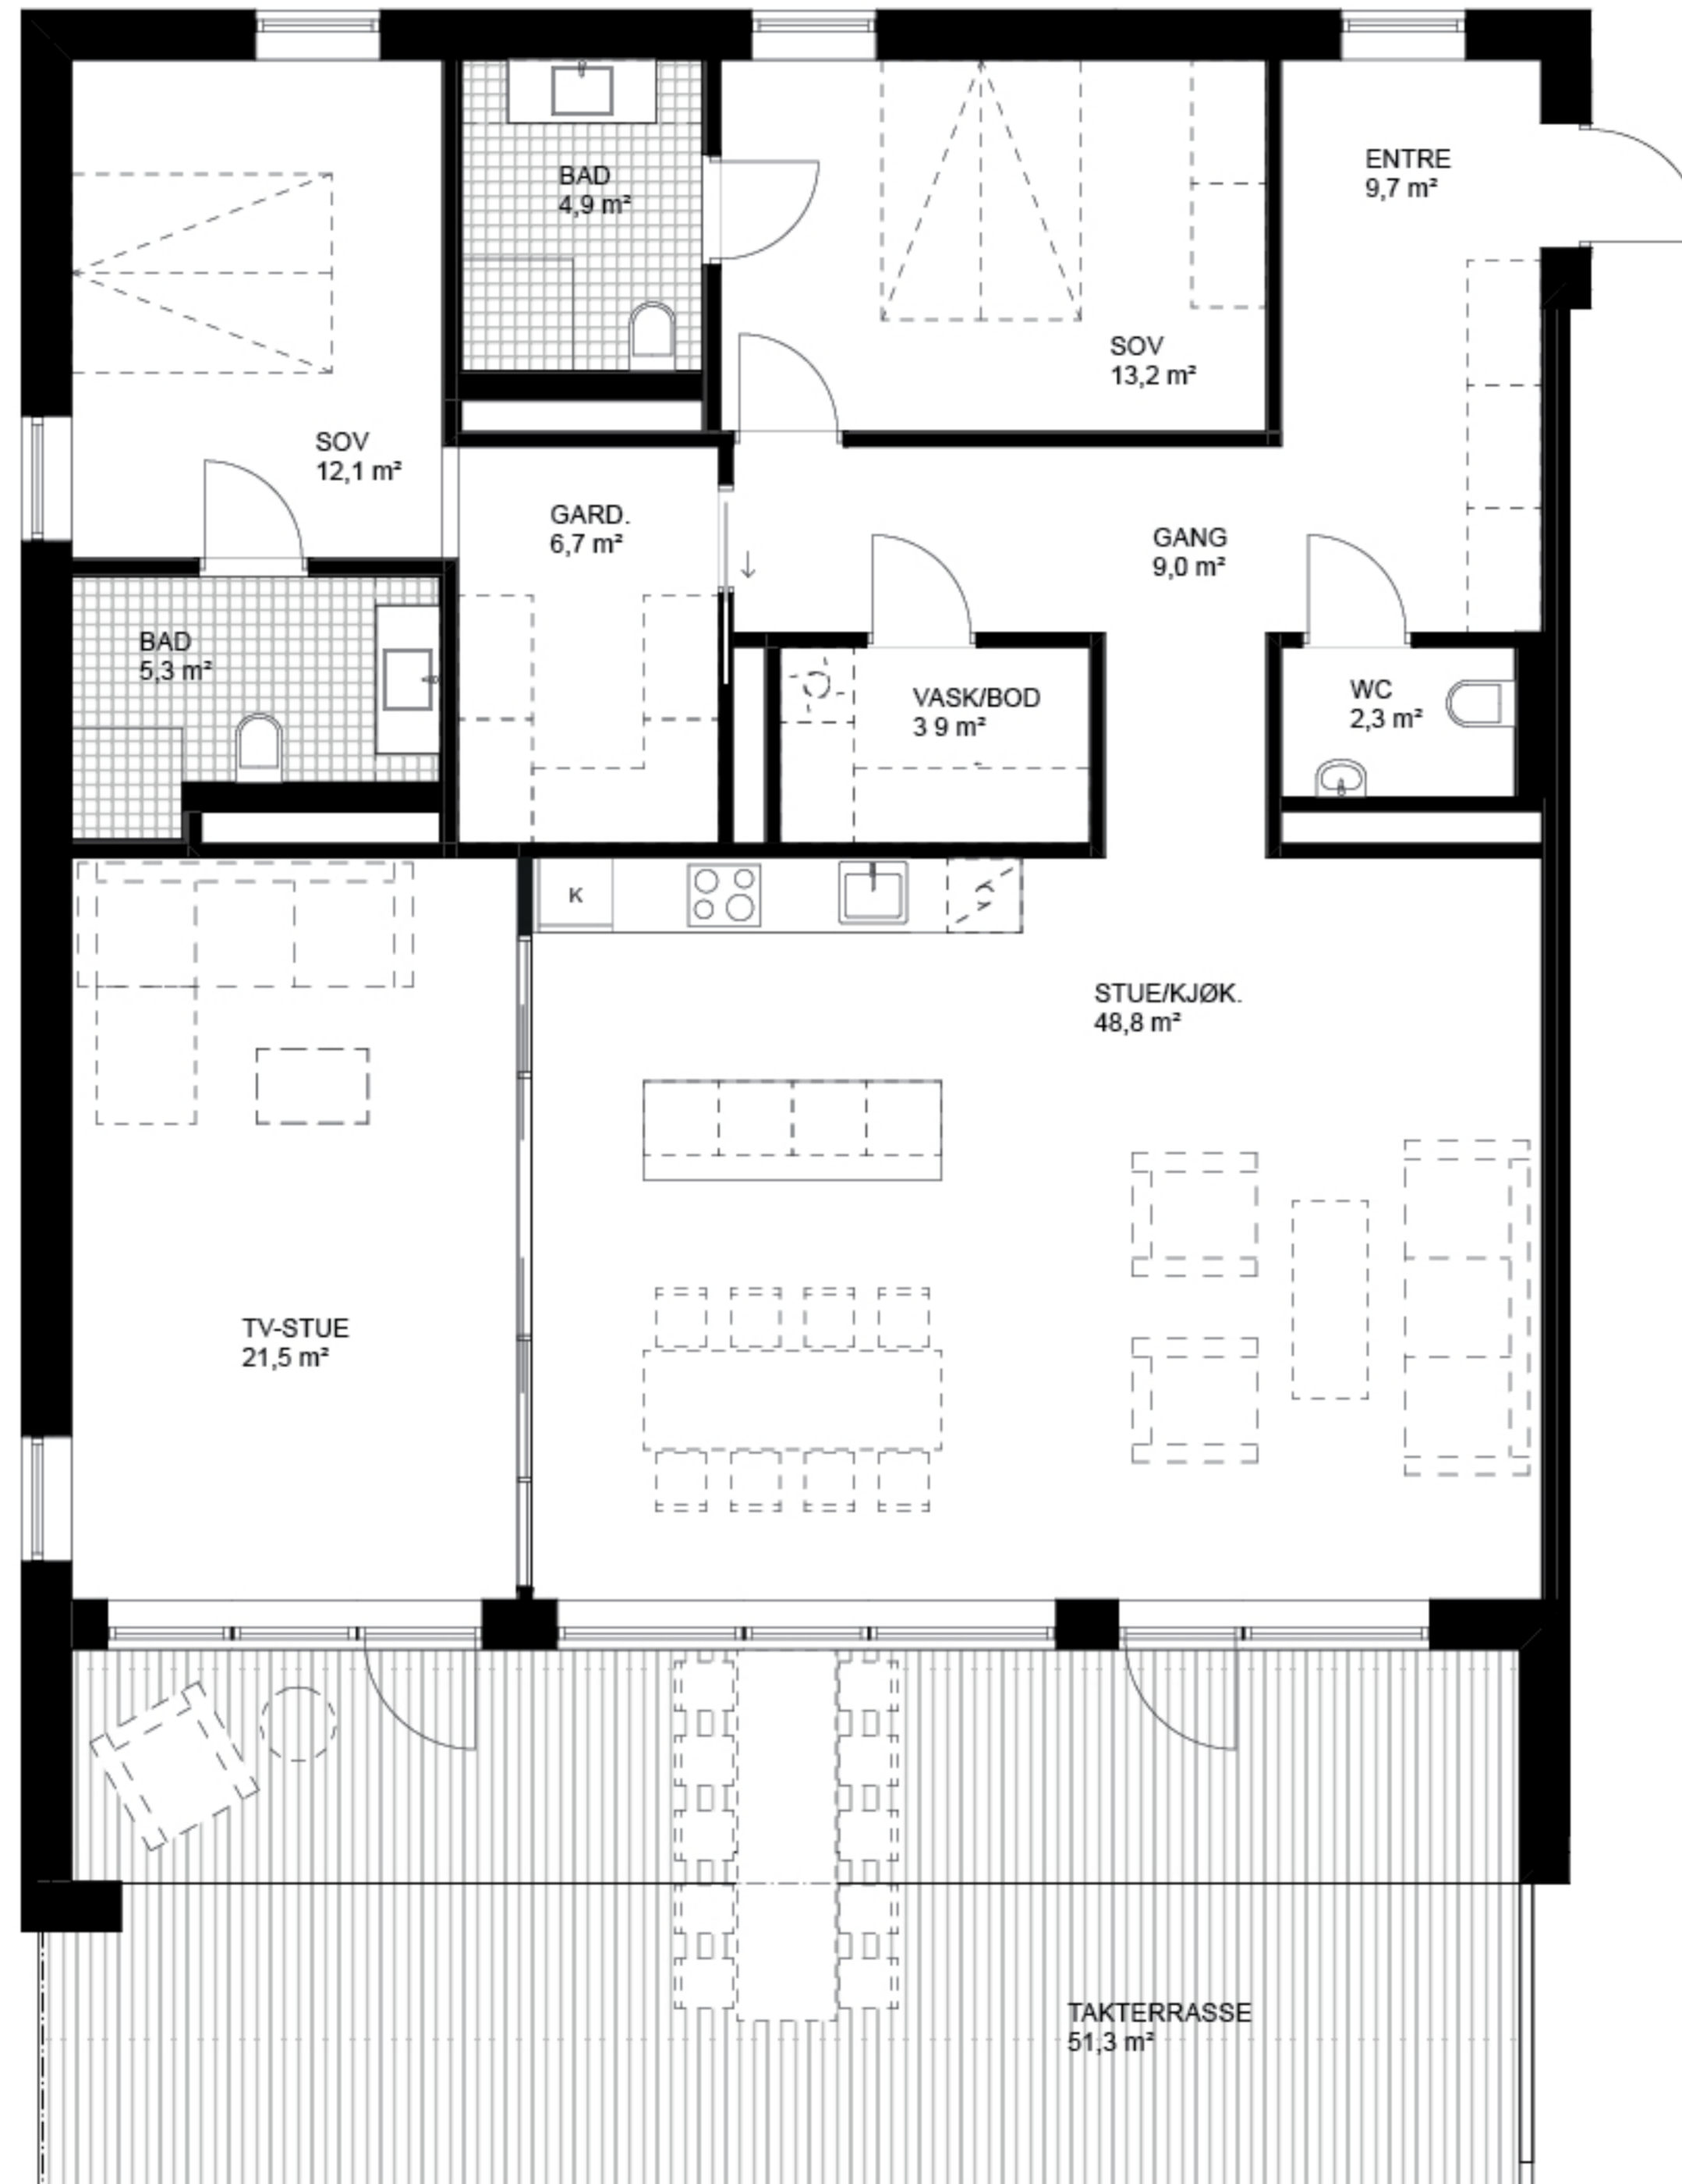 ENTRE
9,7 m²
BAD
4,9 m²
SOV
13,2 m²
SOV
12,1 m²
GARD.
6,7 m²
GANG
9,0 m²
BAD
5,3 m²
VASK/BOD
3 9 m²
WC
2,3 m²
K
STUE/KJØK.
48,8 m²
TV-STUE
21,5 m²
TAKTERRASSE
51,3 m²